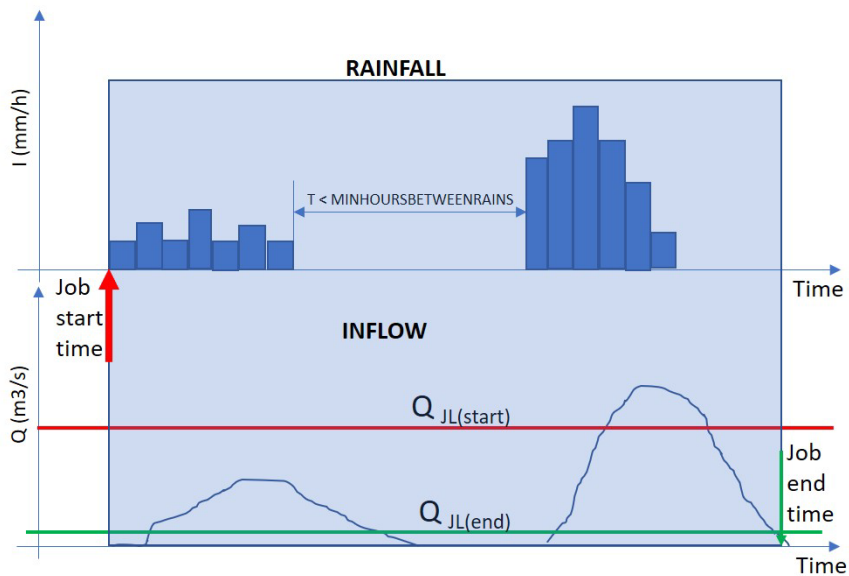 RAINFALL
I (mm/h)
T < MINHOURSBETWEENRAINS
Time
Job
start
time
INFLOW
Q (m3/s)
Q JL(start)
Q JL(end)
Job
end
time
Time